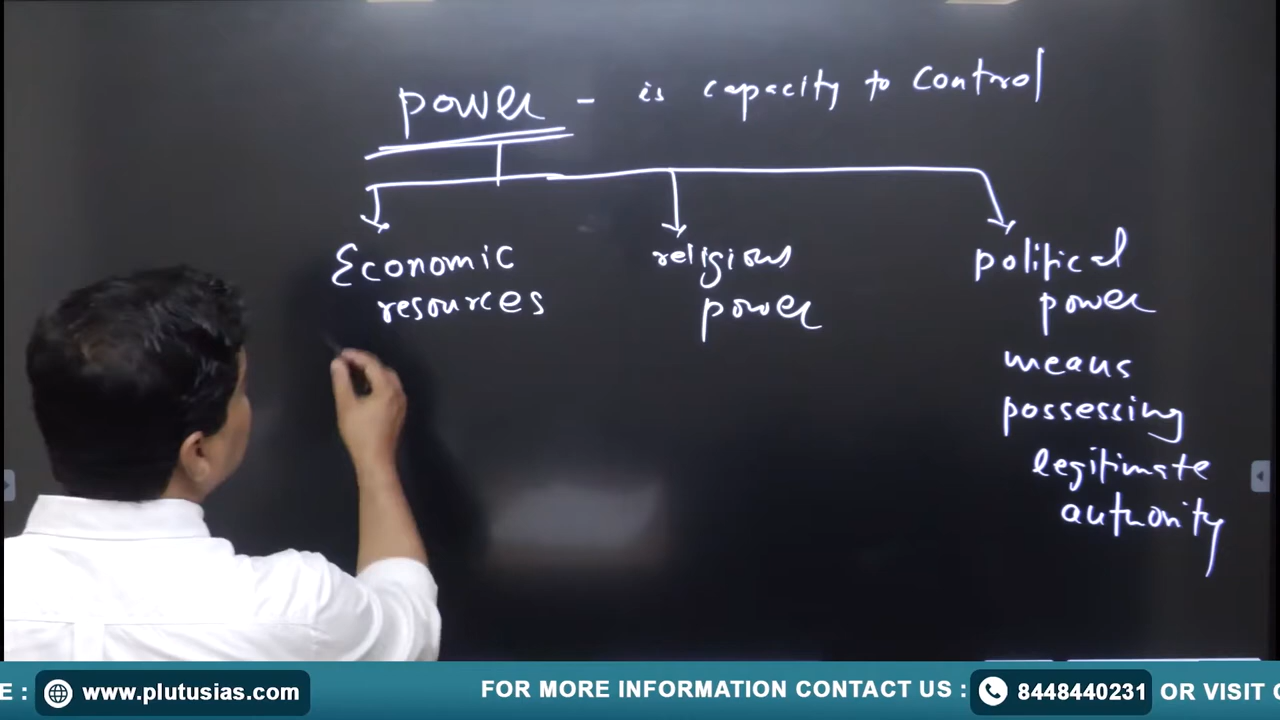 power - is capacity to control
Economic
resources
religious
power
political
power
means
possessing
legitimate
authority
E : www.plutusias.com FOR MORE INFORMATION CONTACT US : 8448440231 OR VISIT O